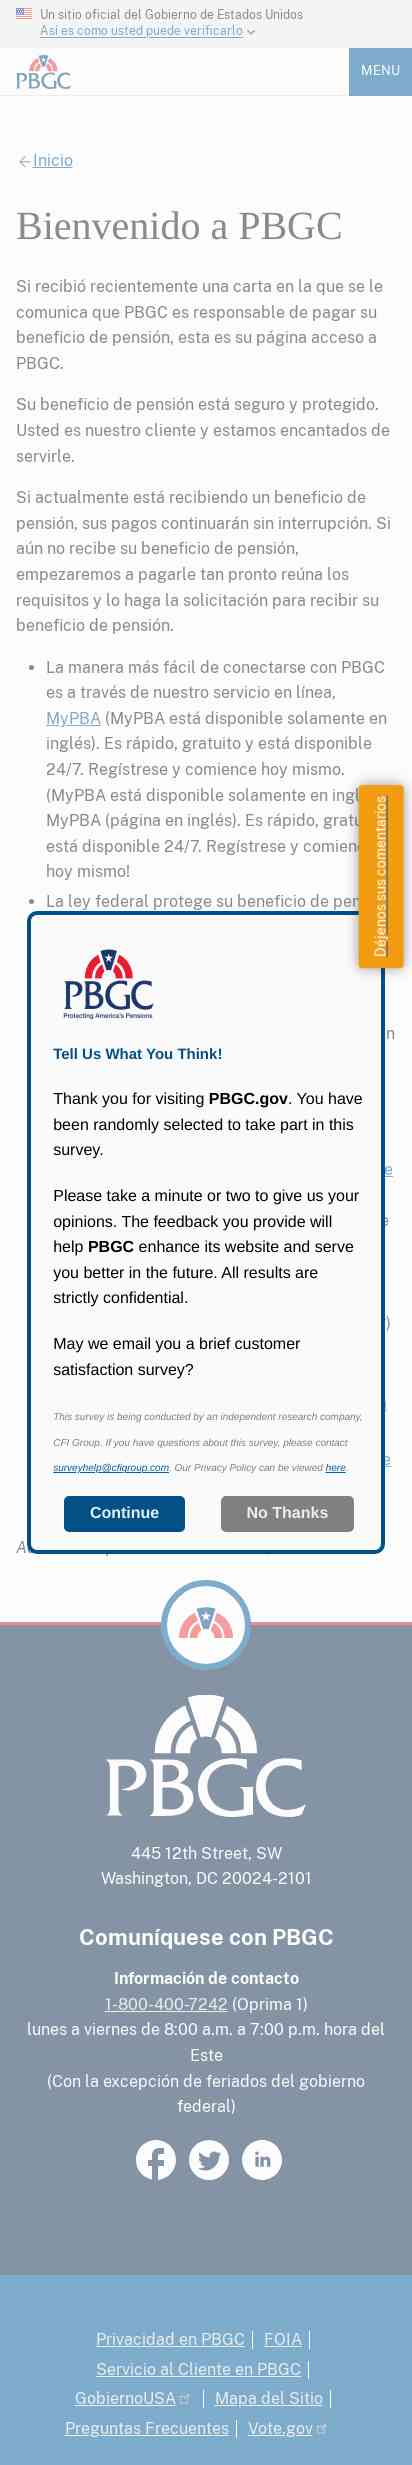 Un sitio oficial del Gobierno de Estados Unidos
Así es como usted puede verificarlo
PBGC
MENU
Inicio
Bienvenido a PBGC
Si recibió recientemente una carta en la que se le
comunica que PBGC es responsable de pagar su
beneficio de pensión, esta es su página acceso a
PBGC.
Su beneficio de pensión está seguro y protegido.
Usted es nuestro cliente y estamos encantados de
servirle.
Si actualmente está recibiendo un beneficio de
pensión, sus pagos continuarán sin interrupción. Si
aún no recibe su beneficio de pensión,
empezaremos a pagarle tan pronto reúna los
requisitos y lo haga la solicitación para recibir su
beneficio de pensión.
• La manera más fácil de conectarse con PBGC
es a través de nuestro servicio en línea,
MyPBA (MyPBA está disponible solamente en
inglés). Es rápido, gratuito y está disponible
24/7. Regístrese y comience hoy mismo.
(MyPBA está disponible solamente en
MyPBA (página en inglés). Es rápido,
está disponible 24/7. Regístrese y
hoy mismo!
• La ley federal protege su beneficio de
Déjenos sus comentarios
PBGC
Protecting America's Pensions
Tell Us What You Think!
Thank you for visiting PBGC.gov. You have
been randomly selected to take part in this
survey.
Please take a minute or two to give us your
opinions. The feedback you provide will
help PBGC enhance its website and serve
you better in the future. All results are
strictly confidential.
May we email you a brief customer
satisfaction survey?
This survey is being conducted by an independent research company,
CFI Group. If you have questions about this survey, please contact
surveyhelp@cfigroup.com. Our Privacy Policy can be viewed here.
Continue
No Thanks
PBGC
445 12th Street, SW
Washington, DC 20024-2101
Comuníquese con PBGC
Información de contacto
1-800-400-7242 (Oprima 1)
lunes a viernes de 8:00 a.m. a 7:00 p.m. hora del
Este
(Con la excepción de feriados del gobierno
federal)
Privacidad en PBGC | FOIA |
Servicio al Cliente en PBGC |
GobiernoUSA | Mapa del Sitio |
Preguntas Frecuentes | Vote.gov